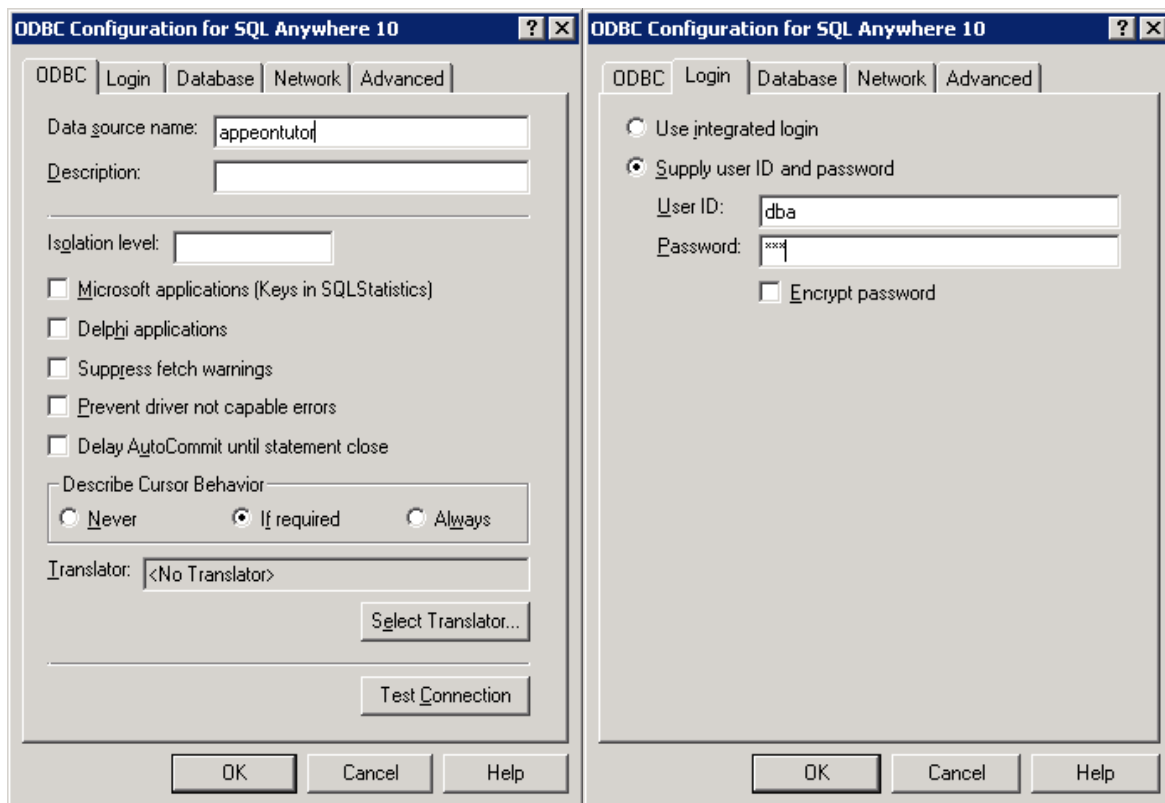 ODBC Configuration for SQL Anywhere 10
ODBC Login Database Network Advanced
Data source name: appeontutor
Description:
Isolation level:
Microsoft applications (Keys in SQLStatistics)
Delphi applications
Suppress fetch warnings
Prevent driver not capable errors
Delay AutoCommit until statement close
Describe Cursor Behavior
Never If required Always
Translator: <No Translator>
Select Translator...
Test Connection
OK Cancel Help
ODBC Configuration for SQL Anywhere 10
ODBC Login Database Network Advanced
Use integrated login
Supply user ID and password
User ID: dba
Password: ***
Encrypt password
OK Cancel Help